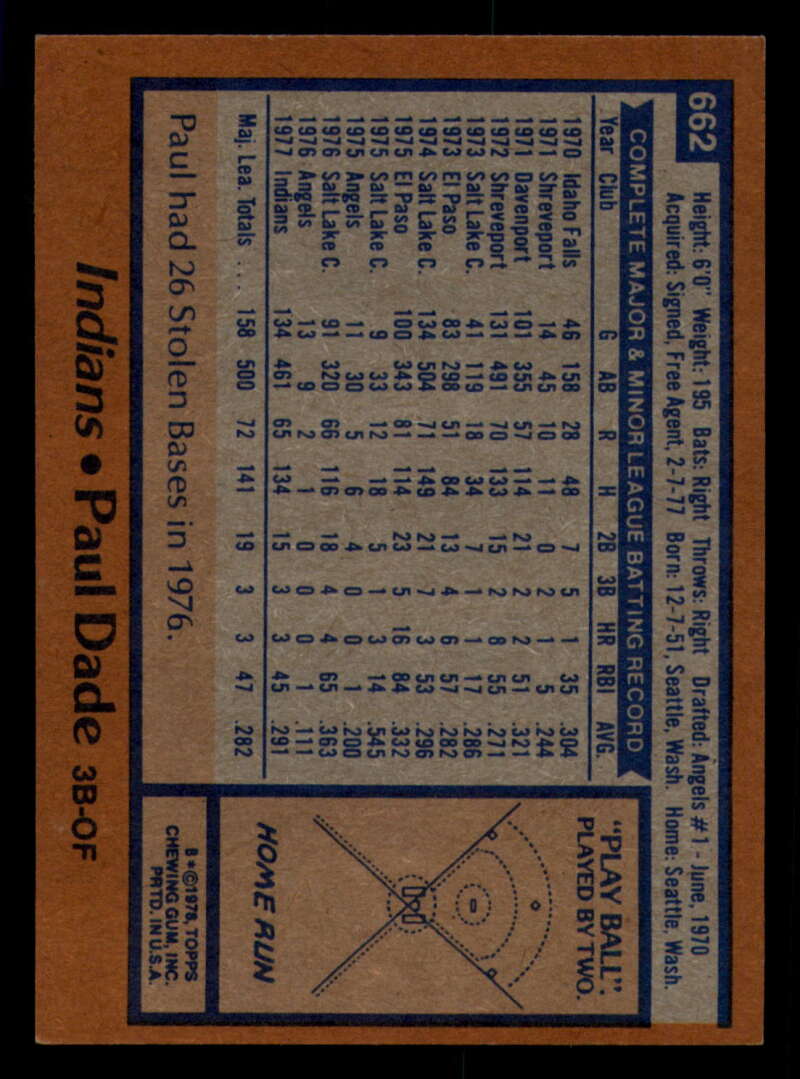 662
Height: 6'0" Weight: 195 Bats: Right Throws: Right Drafted: Angels #1 - June, 1970
Acquired: Signed, Free Agent, 2-7-77 Born: 12-7-51, Seattle, Wash. Home: Seattle, Wash.
COMPLETE MAJOR & MINOR LEAGUE BATTING RECORD
Year Club G AB R H 2B 3B HR RBI AVG.
1970 Idaho Falls 46 158 28 48 7 5 1 35 .304
1971 Shreveport 14 45 10 11 0 2 1 5 .244
1971 Davenport 101 355 57 114 21 2 2 51 .321
1972 Shreveport 131 491 70 133 15 2 8 55 .271
1973 Salt Lake C. 41 119 18 34 7 1 1 17 .286
1973 El Paso 83 298 51 84 13 4 6 57 .282
1974 Salt Lake C. 134 504 71 149 21 7 3 53 .296
1975 El Paso 100 343 81 114 23 5 16 84 .332
1975 Salt Lake C. 9 33 12 18 5 1 3 14 .545
1975 Angels 11 30 5 6 4 0 0 1 .200
1976 Salt Lake C. 91 320 66 116 18 4 4 65 .363
1976 Angels 13 9 2 1 0 0 0 1 .111
1977 Indians 134 461 65 134 15 3 3 45 .291
Maj. Lea. Totals .... 158 500 72 141 19 3 3 47 .282
Paul had 26 Stolen Bases in 1976.
"PLAY BALL":
PLAYED BY TWO.
HOME RUN
B*©1978, TOPPS
CHEWING GUM, INC.
PRTD. IN U.S.A.
Indians • Paul Dade 3B-OF